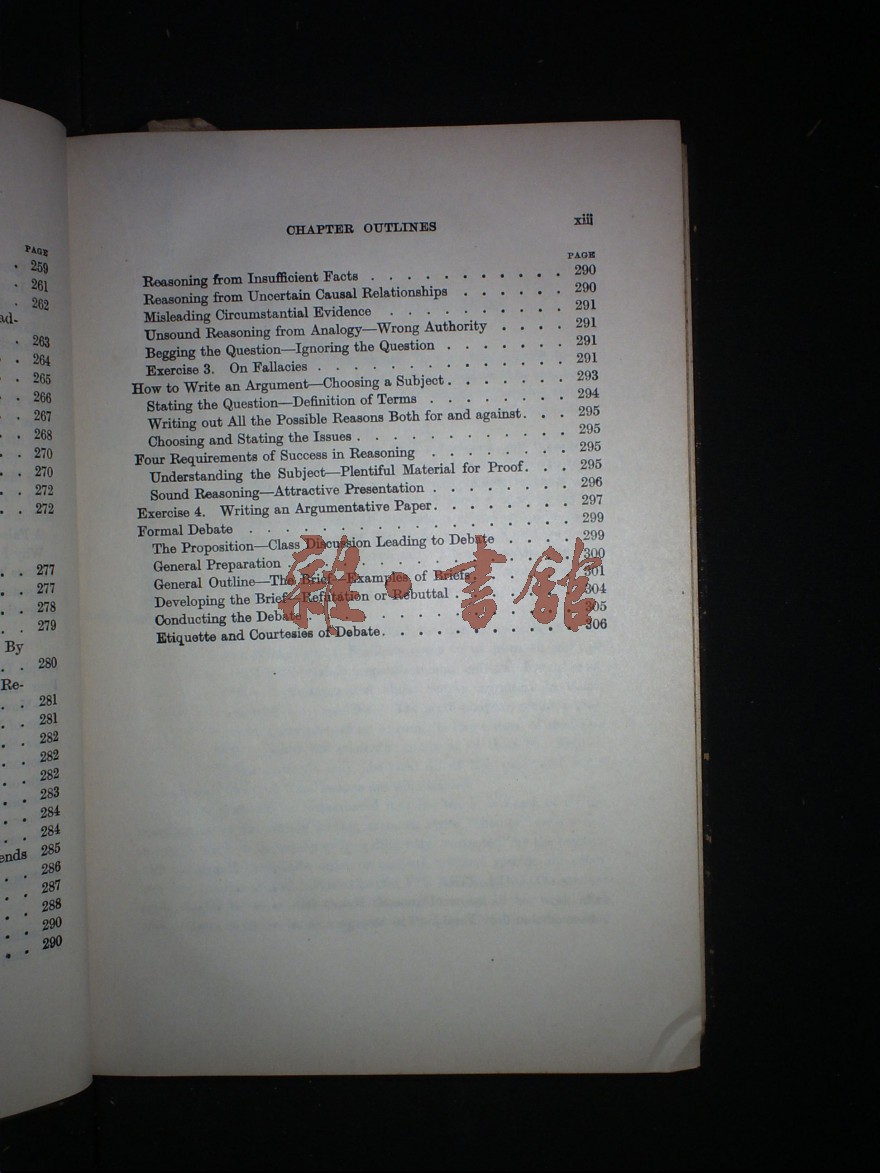 PAGE
. 259
. 261
. 262
ad-
. 263
. 264
. 265
. 266
. 267
. 268
. 270
. 270
. 272
. 272
. . 277
. . 277
. . 278
. . 279
By
. . 280
Re-
. . 281
. . 281
. . 282
. . 282
. . 282
. . 283
. . 284
. . 284
ends 285
. . 286
. . 287
. . 288
. . 290
. . 290
CHAPTER OUTLINES xiii
PAGE
Reasoning from Insufficient Facts . . . . . . . . . . . 290
Reasoning from Uncertain Causal Relationships . . . . . . 290
Misleading Circumstantial Evidence . . . . . . . . . . 291
Unsound Reasoning from Analogy—Wrong Authority . . . . 291
Begging the Question—Ignoring the Question . . . . . . . 291
Exercise 3. On Fallacies . . . . . . . . . . . . . 291
How to Write an Argument—Choosing a Subject . . . . . . . 293
Stating the Question—Definition of Terms . . . . . . . . 294
Writing out All the Possible Reasons Both for and against . . . 295
Choosing and Stating the Issues . . . . . . . . . . . 295
Four Requirements of Success in Reasoning . . . . . . . . 295
Understanding the Subject—Plentiful Material for Proof . . . 295
Sound Reasoning—Attractive Presentation . . . . . . . . 296
Exercise 4. Writing an Argumentative Paper . . . . . . . . 297
Formal Debate . . . . . . . . . . . . . . . . 299
The Proposition—Class Discussion Leading to Debate . . . . 299
General Preparation . . . . . . . . . . . . . . 300
General Outline—The Brief—Examples of Briefs . . . . . . 301
Developing the Brief—Refutation or Rebuttal . . . . . . . 304
Conducting the Debate . . . . . . . . . . . . . 305
Etiquette and Courtesies of Debate . . . . . . . . . . 306
雜·書館